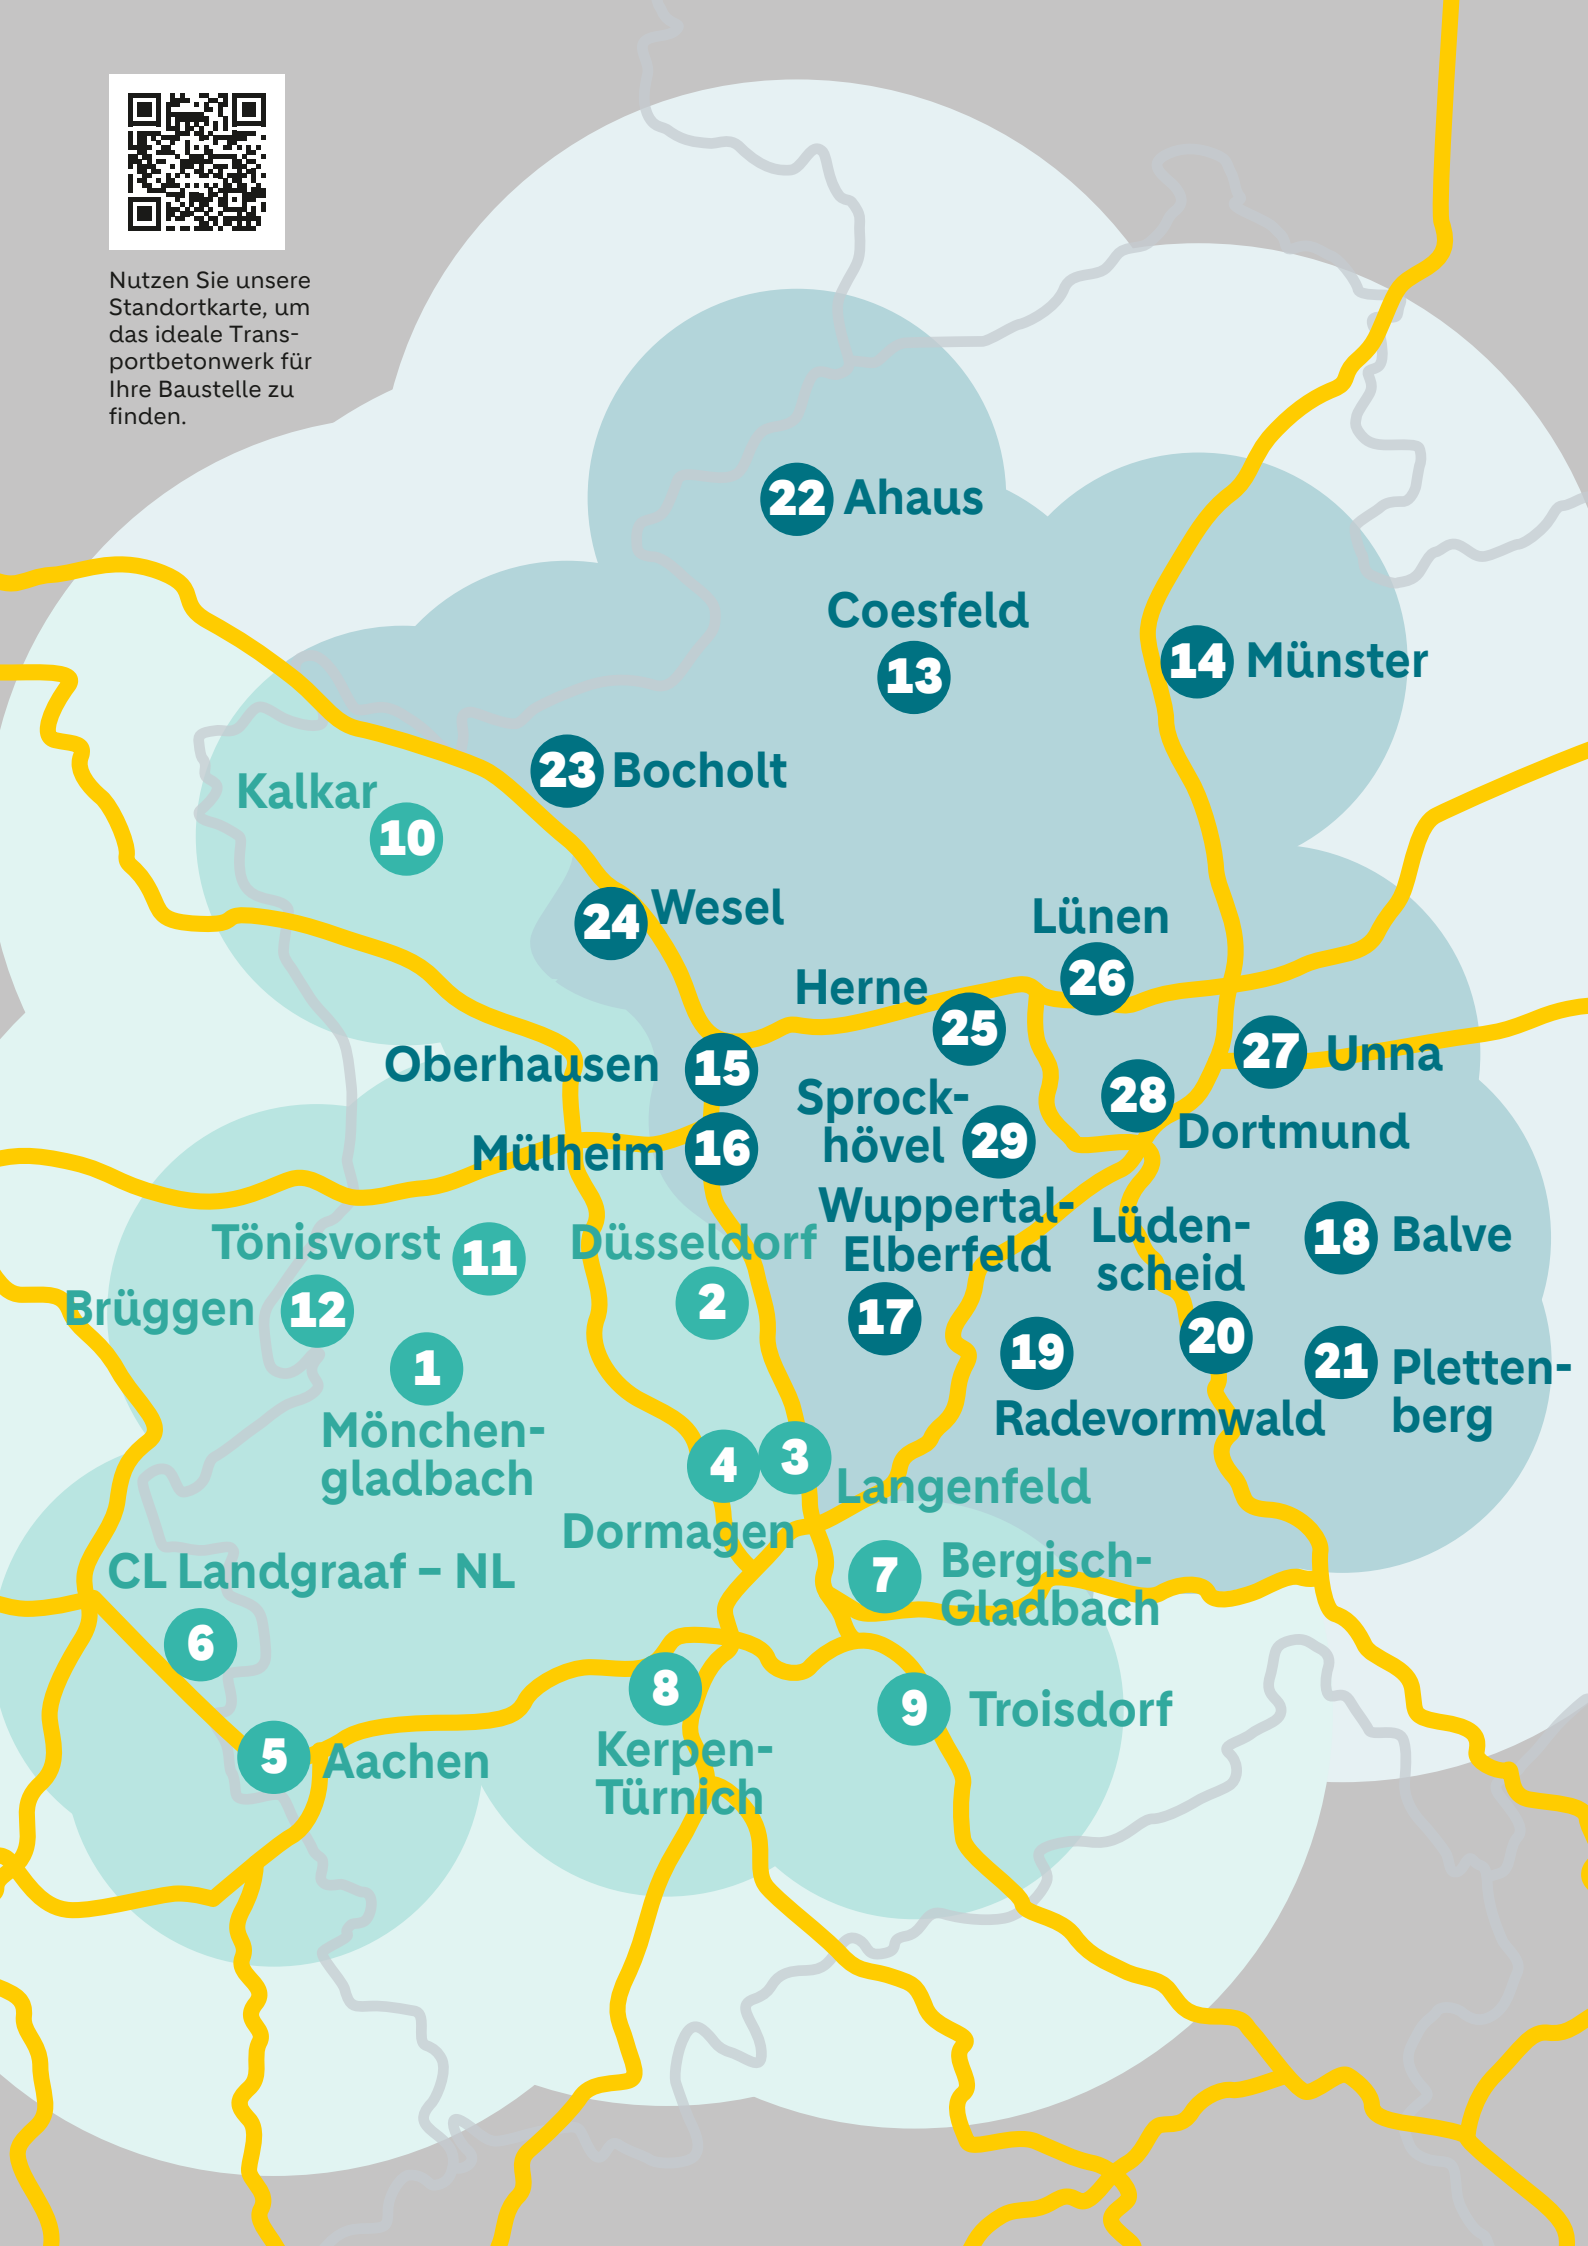 Nutzen Sie unsere
Standortkarte, um
das ideale Trans-
portbetonwerk für
Ihre Baustelle zu
finden.
22 Ahaus
Coesfeld
13
14 Münster
23 Bocholt
Kalkar
10
24 Wesel
Lünen
26
Herne
25
Oberhausen 15
27 Unna
Sprock-
hövel 29
28
Dortmund
Mülheim 16
Wuppertal-
Elberfeld
17
Lüden-
scheid
20
18 Balve
Tönisvorst 11
Düsseldorf
2
Brüggen 12
1
Mönchen-
gladbach
19
Radevormwald
21 Pletten-
berg
4
Dormagen
3
Langenfeld
CL Landgraaf – NL
6
7 Bergisch-
Gladbach
8
Kerpen-
Türnich
9 Troisdorf
5 Aachen